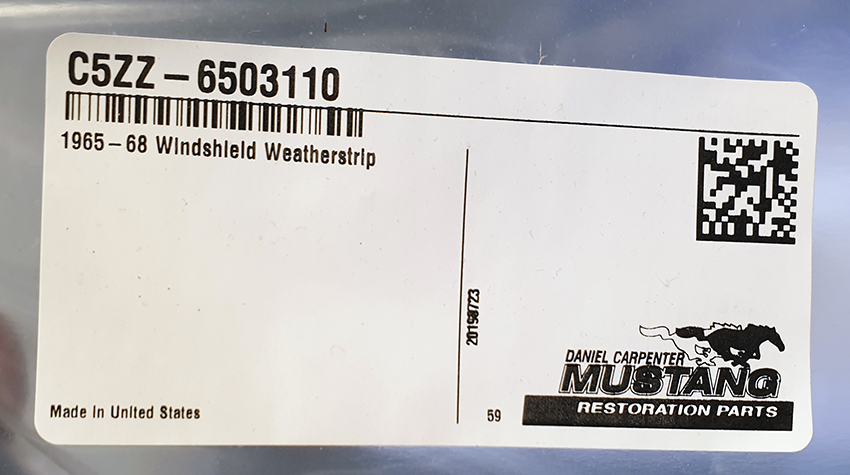 C5ZZ-6503110
1965-68 Windshield Weatherstrip
20190723
Made In United States
59
DANIEL CARPENTER
MUSTANG
RESTORATION PARTS